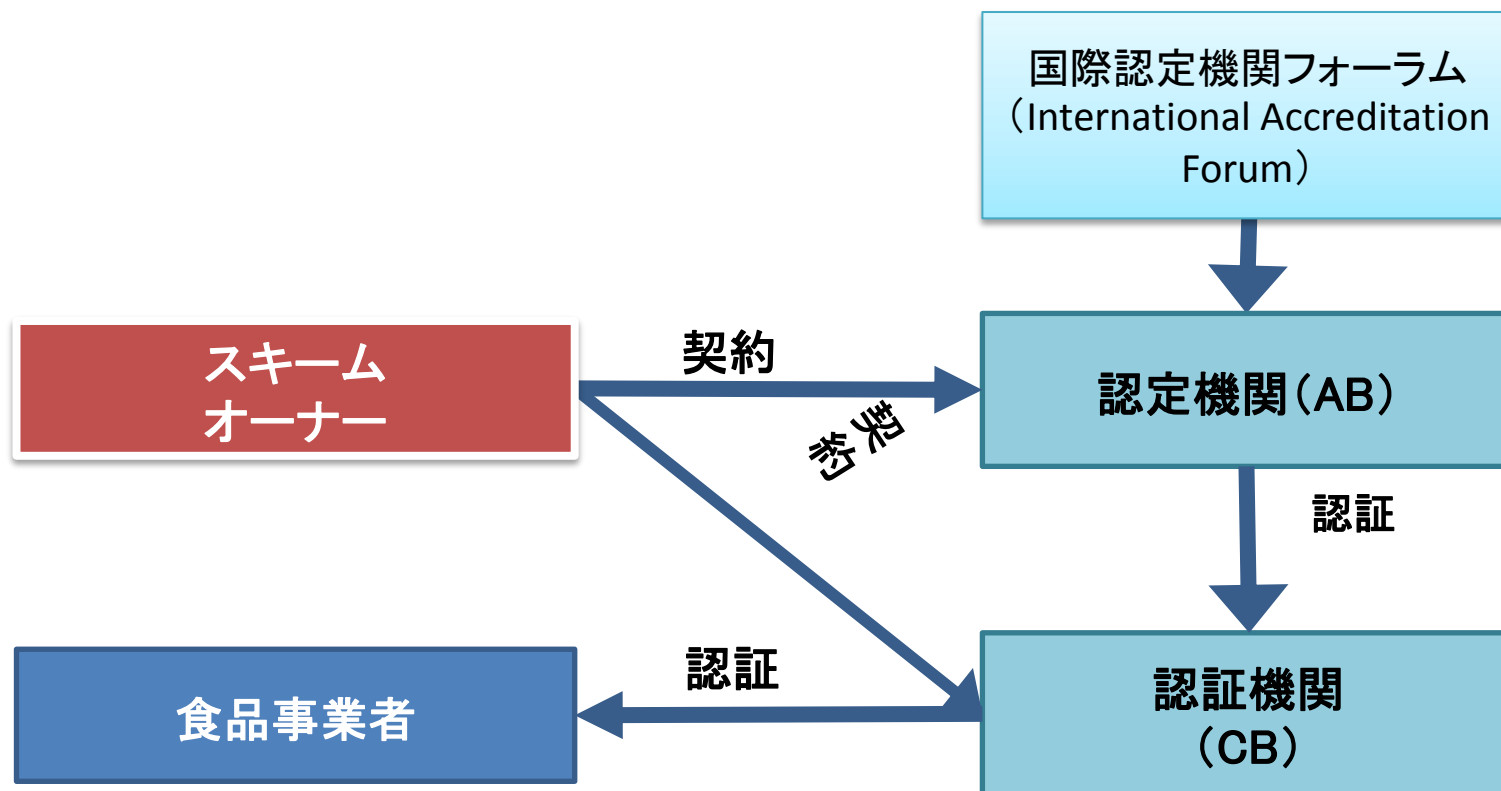 国際認定機関フォーラム
（International Accreditation
Forum）
スキーム
オーナー
契約
認定機関（AB）
契約
認証
食品事業者
認証
認証機関
（CB）